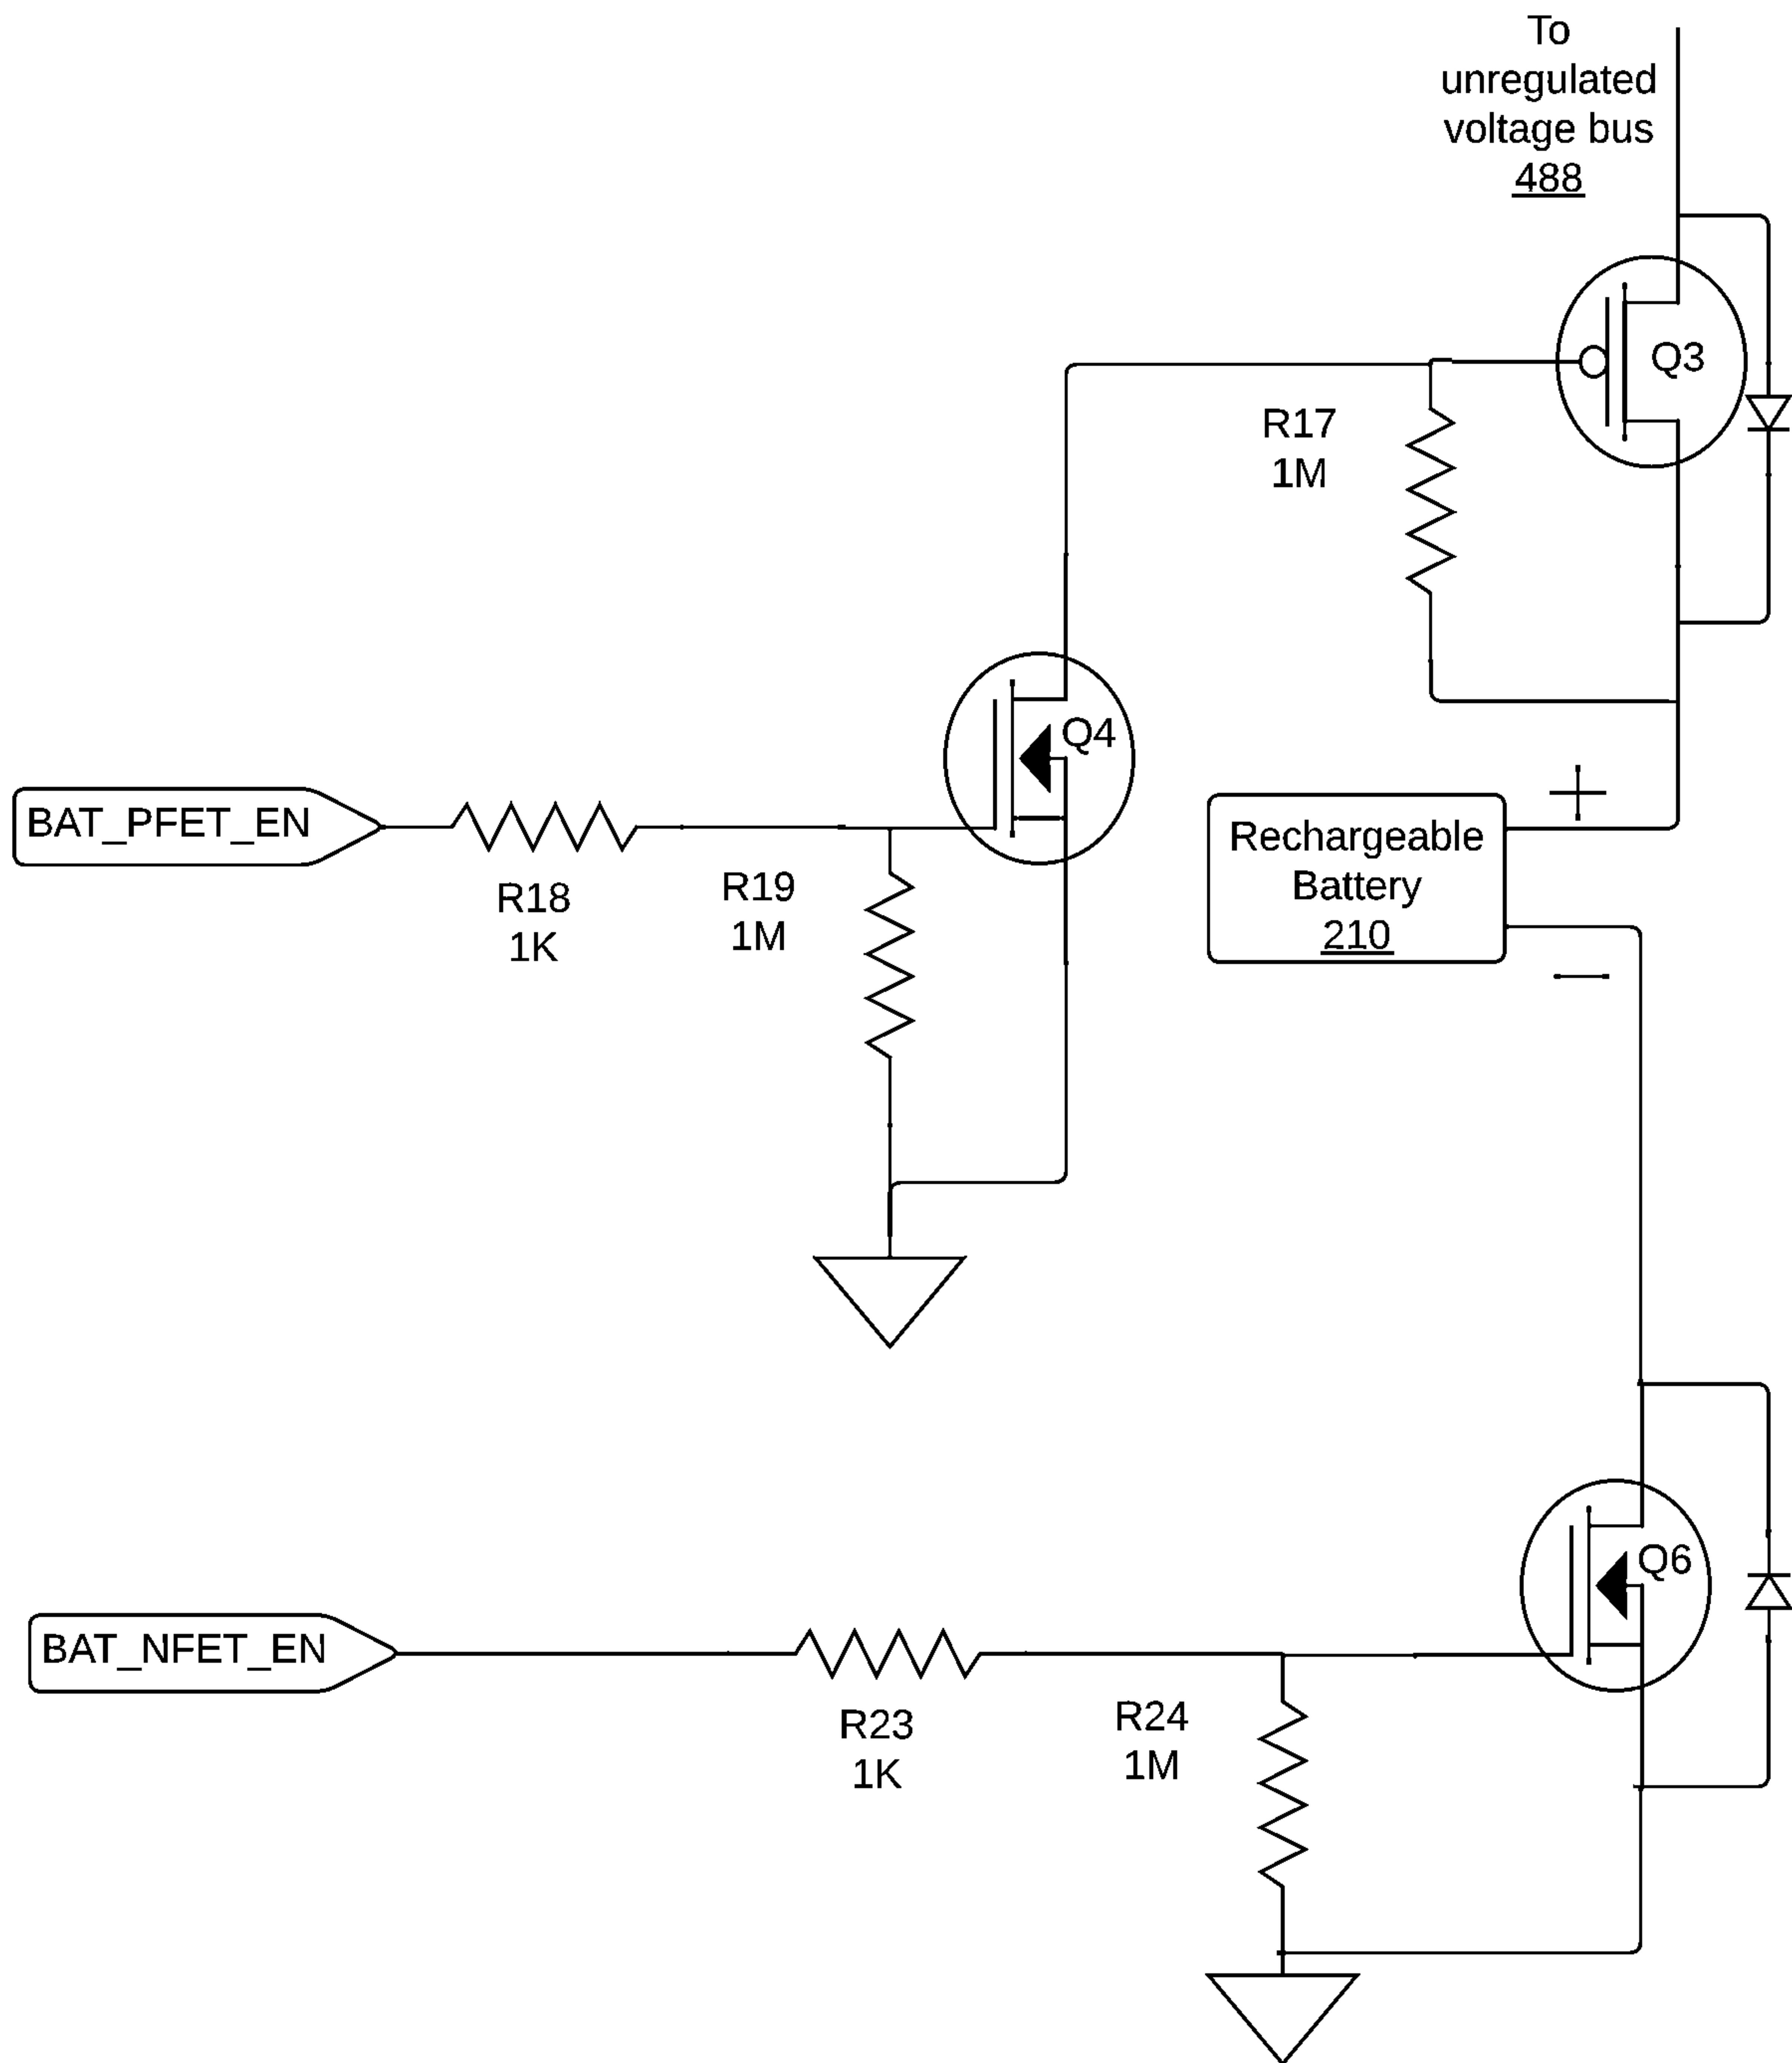 To
unregulated
voltage bus
488
Q3
R17
1M
Q4
BAT_PFET_EN
R18
1K
R19
1M
Rechargeable
Battery
210
+
—
Q6
BAT_NFET_EN
R23
1K
R24
1M